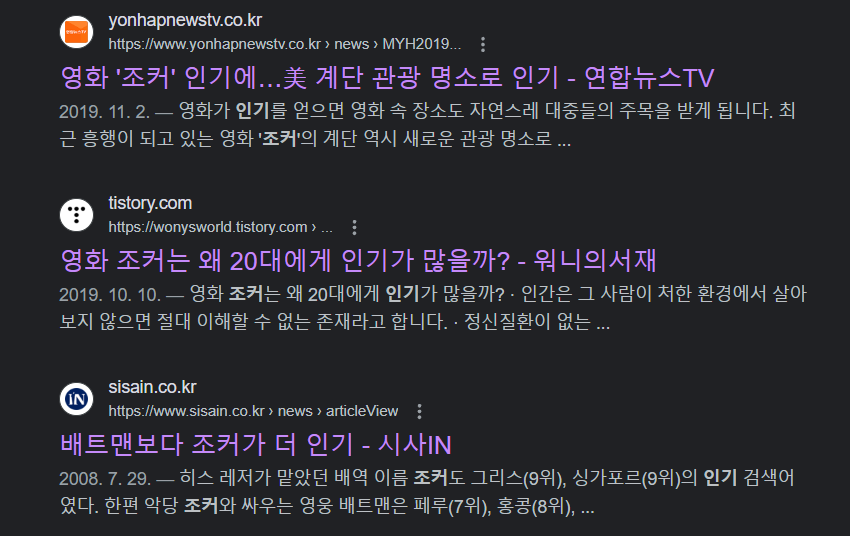 yonhapnewstv.co.kr
https://www.yonhapnewstv.co.kr › news › MYH2019...
영화 '조커' 인기에…美 계단 관광 명소로 인기 - 연합뉴스TV
2019. 11. 2. — 영화가 인기를 얻으면 영화 속 장소도 자연스레 대중들의 주목을 받게 됩니다. 최
근 흥행이 되고 있는 영화 '조커'의 계단 역시 새로운 관광 명소로 ...
tistory.com
https://wonysworld.tistory.com › ...
영화 조커는 왜 20대에게 인기가 많을까? - 워니의서재
2019. 10. 10. — 영화 조커는 왜 20대에게 인기가 많을까? · 인간은 그 사람이 처한 환경에서 살아
보지 않으면 절대 이해할 수 없는 존재라고 합니다. · 정신질환이 없는 ...
IN
sisain.co.kr
https://www.sisain.co.kr › news › articleView
배트맨보다 조커가 더 인기 - 시사IN
2008. 7. 29. — 히스 레저가 맡았던 배역 이름 조커도 그리스(9위), 싱가포르(9위)의 인기 검색어
였다. 한편 악당 조커와 싸우는 영웅 배트맨은 페루(7위), 홍콩(8위), ...